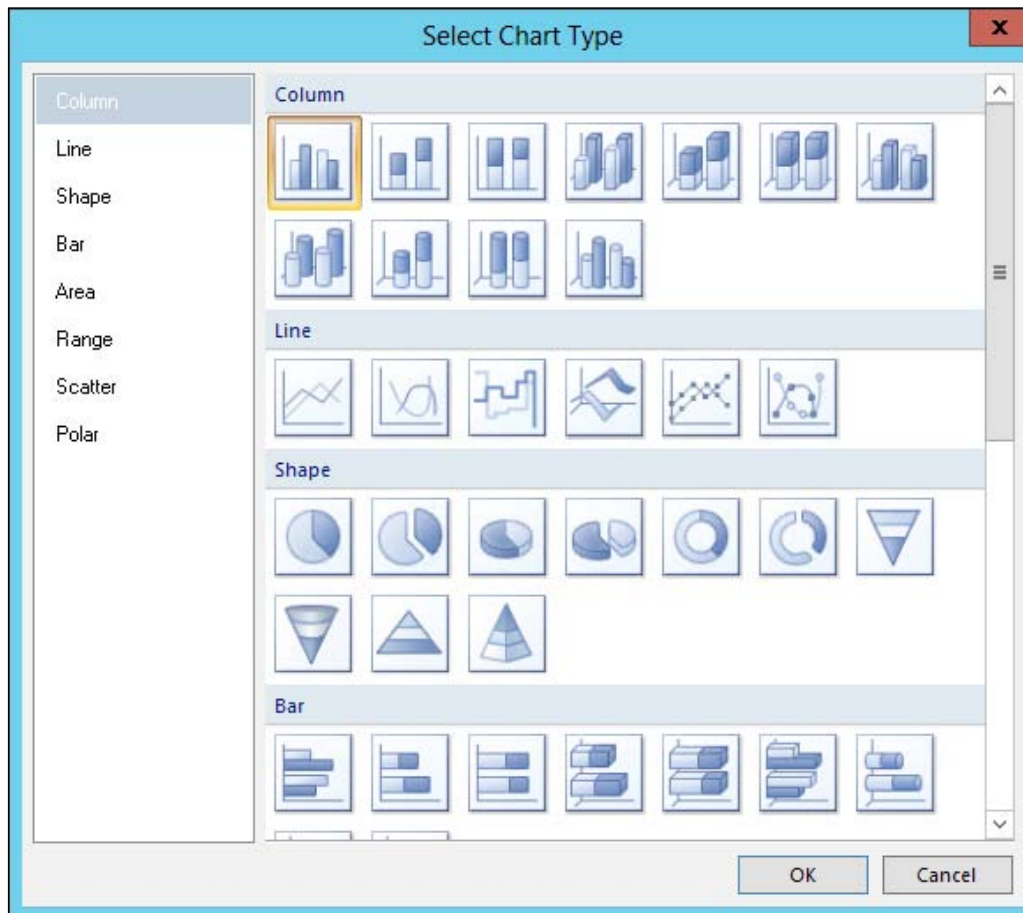 Select Chart Type
x
Column
Line
Shape
Bar
Area
Range
Scatter
Polar
Column
Line
Shape
Bar
OK
Cancel